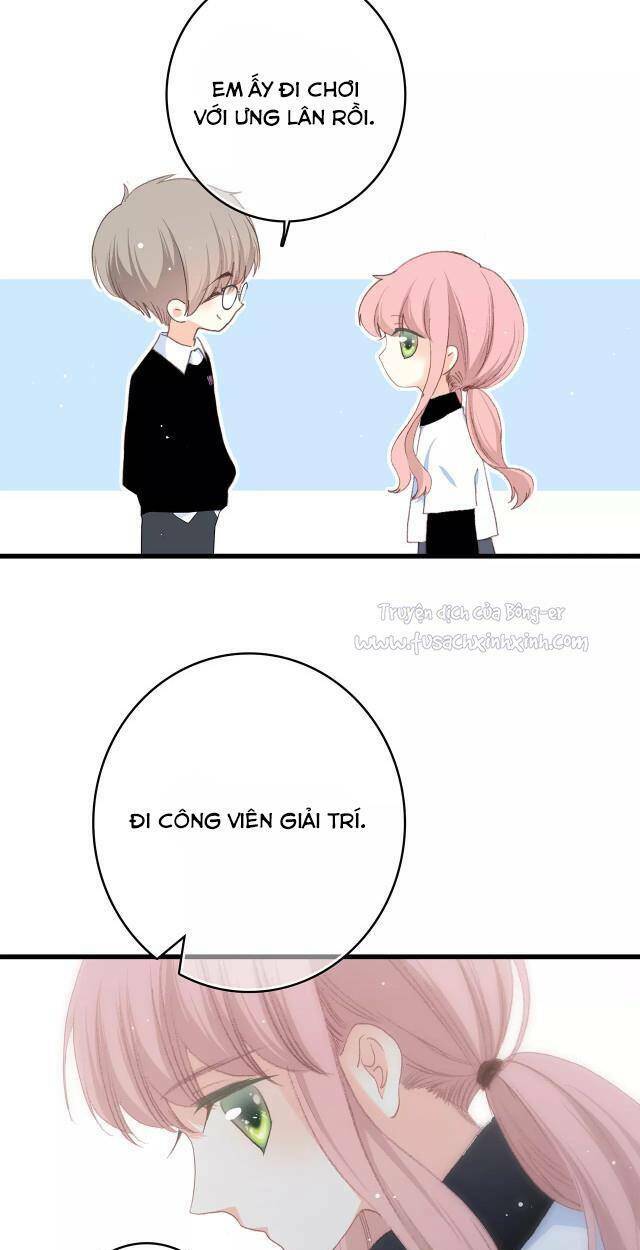 EM ẤY ĐI CHƠI
VỚI ƯNG LÂN RỒI.
Truyện dịch của Bông-er
www.tusachxinhxinh.com
ĐI CÔNG VIÊN GIẢI TRÍ.